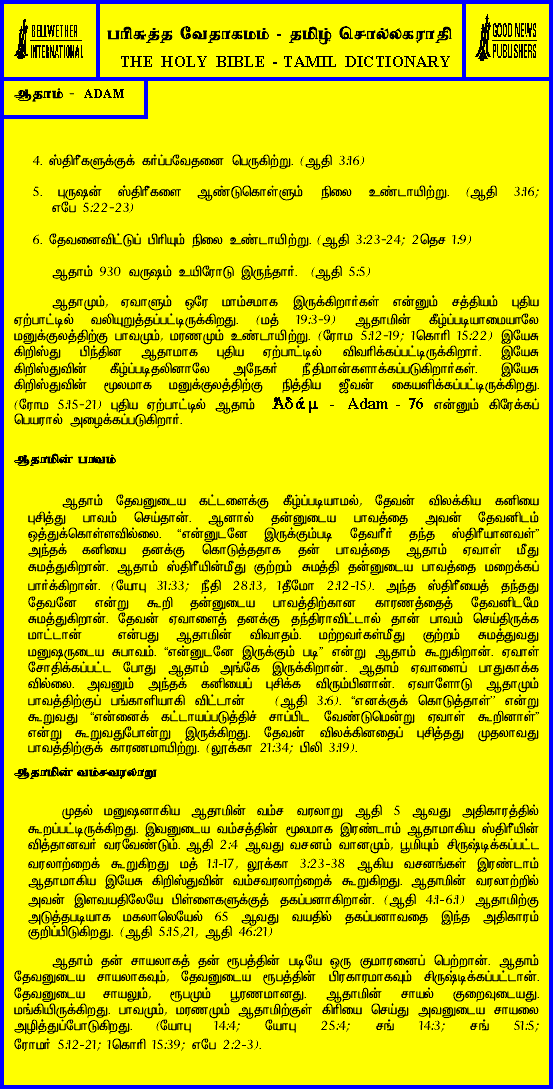 BELLWETHER
INTERNATIONAL
பரிசுத்த வேதாகமம் - தமிழ் சொல்லகராதி
THE HOLY BIBLE - TAMIL DICTIONARY
GOOD NEWS
PUBLISHERS
ஆதாம் - ADAM
4. ஸ்திரீகளுக்குக் கர்ப்பவேதனை பெருகிற்று. (ஆதி 3:16)
5. புருஷன் ஸ்திரீகளை ஆண்டுகொள்ளும் நிலை உண்டாயிற்று. (ஆதி 3:16;
எபே 5:22-23)
6. தேவனைவிட்டுப் பிரியும் நிலை உண்டாயிற்று. (ஆதி 3:23-24; 2தெச 1:9)
ஆதாம் 930 வருஷம் உயிரோடு இருந்தார். (ஆதி 5:5)
ஆதாமும், ஏவாளும் ஒரே மாம்சமாக இருக்கிறார்கள் என்னும் சத்தியம் புதிய
ஏற்பாட்டில் வலியுறுத்தப்பட்டிருக்கிறது. (மத் 19:3-9) ஆதாமின் கீழ்ப்படியாமையாலே
மனுக்குலத்திற்கு பாவமும், மரணமும் உண்டாயிற்று. (ரோம 5:12-19; 1கொரி 15:22) இயேசு
கிறிஸ்து பிந்தின ஆதாமாக புதிய ஏற்பாட்டில் விவரிக்கப்பட்டிருக்கிறார். இயேசு
கிறிஸ்துவின் கீழ்ப்படிதலினாலே அநேகர் நீதிமான்களாக்கப்படுகிறார்கள். இயேசு
கிறிஸ்துவின் மூலமாக மனுக்குலத்திற்கு நித்திய ஜீவன் கையளிக்கப்பட்டிருக்கிறது.
(ரோம 5:15-21) புதிய ஏற்பாட்டில் ஆதாம் Ἀδάμ - Adam - 76 என்னும் கிரேக்கப்
பெயரால் அழைக்கப்படுகிறார்.
ஆதாமின் பாவம்
ஆதாம் தேவனுடைய கட்டளைக்கு கீழ்ப்படியாமல், தேவன் விலக்கிய கனியை
புசித்து பாவம் செய்தான். ஆனால் தன்னுடைய பாவத்தை அவன் தேவனிடம்
ஒத்துக்கொள்ளவில்லை. “என்னுடனே இருக்கும்படி தேவரீர் தந்த ஸ்திரீயானவள்”
அந்தக் கனியை தனக்கு கொடுத்ததாக தன் பாவத்தை ஆதாம் ஏவாள் மீது
சுமத்துகிறான். ஆதாம் ஸ்திரீயின்மீது குற்றம் சுமத்தி தன்னுடைய பாவத்தை மறைக்கப்
பார்க்கிறான். (யோபு 31:33; நீதி 28:13, 1தீமோ 2:12-15). அந்த ஸ்திரீயைத் தந்தது
தேவனே என்று கூறி தன்னுடைய பாவத்திற்கான காரணத்தைத் தேவனிடமே
சுமத்துகிறான். தேவன் ஏவாளைத் தனக்கு தந்திராவிட்டால் தான் பாவம் செய்திருக்க
மாட்டான் என்பது ஆதாமின் விவாதம். மற்றவர்கள்மீது குற்றம் சுமத்துவது
மனுஷருடைய சுபாவம். “என்னுடனே இருக்கும் படி” என்று ஆதாம் கூறுகிறான். ஏவாள்
சோதிக்கப்பட்ட போது ஆதாம் அங்கே இருக்கிறான். ஆதாம் ஏவாளைப் பாதுகாக்க
வில்லை. அவனும் அந்தக் கனியைப் புசிக்க விரும்பினான். ஏவாளோடு ஆதாமும்
பாவத்திற்குப் பங்காளியாகி விட்டான் (ஆதி 3:6). “எனக்குக் கொடுத்தாள்” என்று
கூறுவது “என்னைக் கட்டாயப்படுத்திச் சாப்பிட வேண்டுமென்று ஏவாள் கூறினாள்”
என்று கூறுவதுபோன்று இருக்கிறது. தேவன் விலக்கினதைப் புசித்தது முதலாவது
பாவத்திற்குக் காரணமாயிற்று. (லூக்கா 21:34; பிலி 3:19).
ஆதாமின் வம்சவரலாறு
முதல் மனுஷனாகிய ஆதாமின் வம்ச வரலாறு ஆதி 5 ஆவது அதிகாரத்தில்
கூறப்பட்டிருக்கிறது. இவனுடைய வம்சத்தின் மூலமாக இரண்டாம் ஆதாமாகிய ஸ்திரீயின்
வித்தானவர் வரவேண்டும். ஆதி 2:4 ஆவது வசனம் வானமும், பூமியும் சிருஷ்டிக்கப்பட்ட
வரலாற்றைக் கூறுகிறது மத் 1:1-17, லூக்கா 3:23-38 ஆகிய வசனங்கள் இரண்டாம்
ஆதாமாகிய இயேசு கிறிஸ்துவின் வம்சவரலாற்றைக் கூறுகிறது. ஆதாமின் வரலாற்றில்
அவன் இளவயதிலேயே பிள்ளைகளுக்குத் தகப்பனாகிறான். (ஆதி 4:1-6:1) ஆதாமிற்கு
அடுத்தபடியாக மகலாலெயேல் 65 ஆவது வயதில் தகப்பனாவதை இந்த அதிகாரம்
குறிப்பிடுகிறது. (ஆதி 5:15,21, ஆதி 46:21)
ஆதாம் தன் சாயலாகத் தன் ரூபத்தின் படியே ஒரு குமாரனைப் பெற்றான். ஆதாம்
தேவனுடைய சாயலாகவும், தேவனுடைய ரூபத்தின் பிரகாரமாகவும் சிருஷ்டிக்கப்பட்டான்.
தேவனுடைய சாயலும், ரூபமும் பூரணமானது. ஆதாமின் சாயல் குறைவுடையது.
மங்கியிருக்கிறது. பாவமும், மரணமும் ஆதாமிற்குள் கிரியை செய்து அவனுடைய சாயலை
அழித்துப்போடுகிறது. (யோபு 14:4; யோபு 25:4; சங் 14:3; சங் 51:5;
ரோமர் 5:12-21; 1கொரி 15:39; எபே 2:2-3).